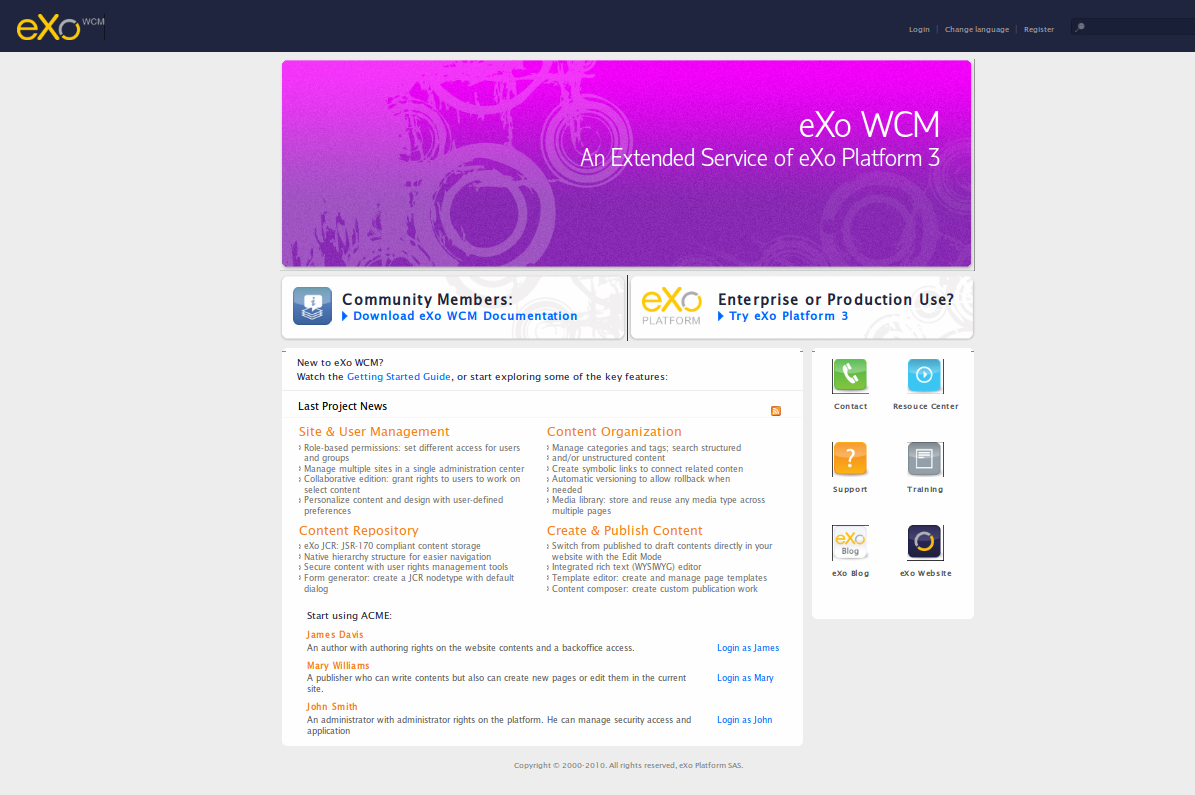 eXo WCM
Login | Change language | Register
eXo WCM
An Extended Service of eXo Platform 3
Community Members:
Download eXo WCM Documentation
eXo
PLATFORM
Enterprise or Production Use?
Try eXo Platform 3
New to eXo WCM?
Watch the Getting Started Guide, or start exploring some of the key features:
Last Project News
Site & User Management
Role-based permissions: set different access for users
and groups
Manage multiple sites in a single administration center
Collaborative edition: grant rights to users to work on
select content
Personalize content and design with user-defined
preferences
Content Organization
Manage categories and tags; search structured
and/or unstructured content
Create symbolic links to connect related conten
Automatic versioning to allow rollback when
needed
Media library: store and reuse any media type across
multiple pages
Content Repository
eXo JCR: JSR-170 compliant content storage
Native hierarchy structure for easier navigation
Secure content with user rights management tools
Form generator: create a JCR nodetype with default
dialog
Create & Publish Content
Switch from published to draft contents directly in your
website with the Edit Mode
Integrated rich text (WYSIWYG) editor
Template editor: create and manage page templates
Content composer: create custom publication work
Start using ACME:
James Davis
An author with authoring rights on the website contents and a backoffice access.
Login as James
Mary Williams
A publisher who can write contents but also can create new pages or edit them in the current
site.
Login as Mary
John Smith
An administrator with administrator rights on the platform. He can manage security access and
application
Login as John
Contact
Resouce Center
?
Support
Training
eXo
Blog
eXo Blog
eXo Website
Copyright © 2000-2010. All rights reserved, eXo Platform SAS.